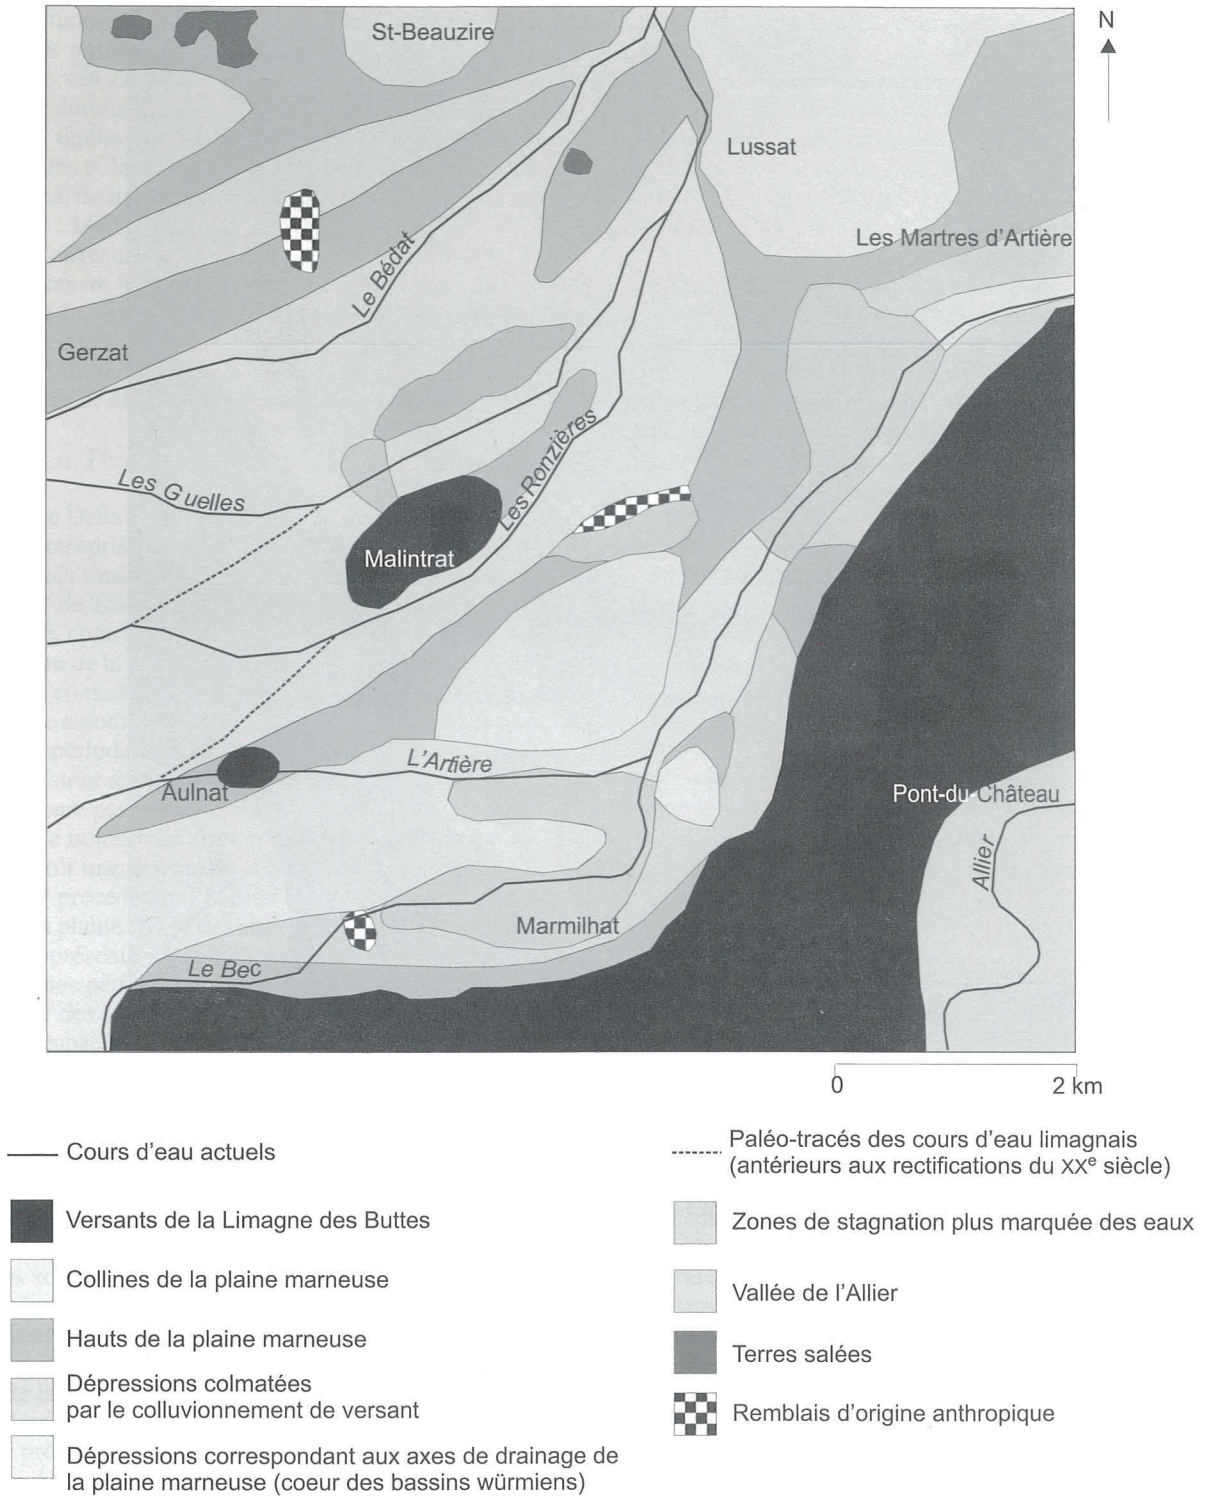 N
St-Beauzire
Lussat
Les Martres d'Artière
Le Bédat
Gerzat
Les Guelles
Les Ronzières
Malintrat
L'Artière
Aulnat
Pont-du-Château
Allier
Marmilhat
Le Bec
0 2 km
Cours d'eau actuels
Versants de la Limagne des Buttes
Collines de la plaine marneuse
Hauts de la plaine marneuse
Dépressions colmatées
par le colluvionnement de versant
Dépressions correspondant aux axes de drainage de
la plaine marneuse (coeur des bassins würmiens)
Paléo-tracés des cours d'eau limagnais
(antérieurs aux rectifications du XXe siècle)
Zones de stagnation plus marquée des eaux
Vallée de l'Allier
Terres salées
Remblais d'origine anthropique